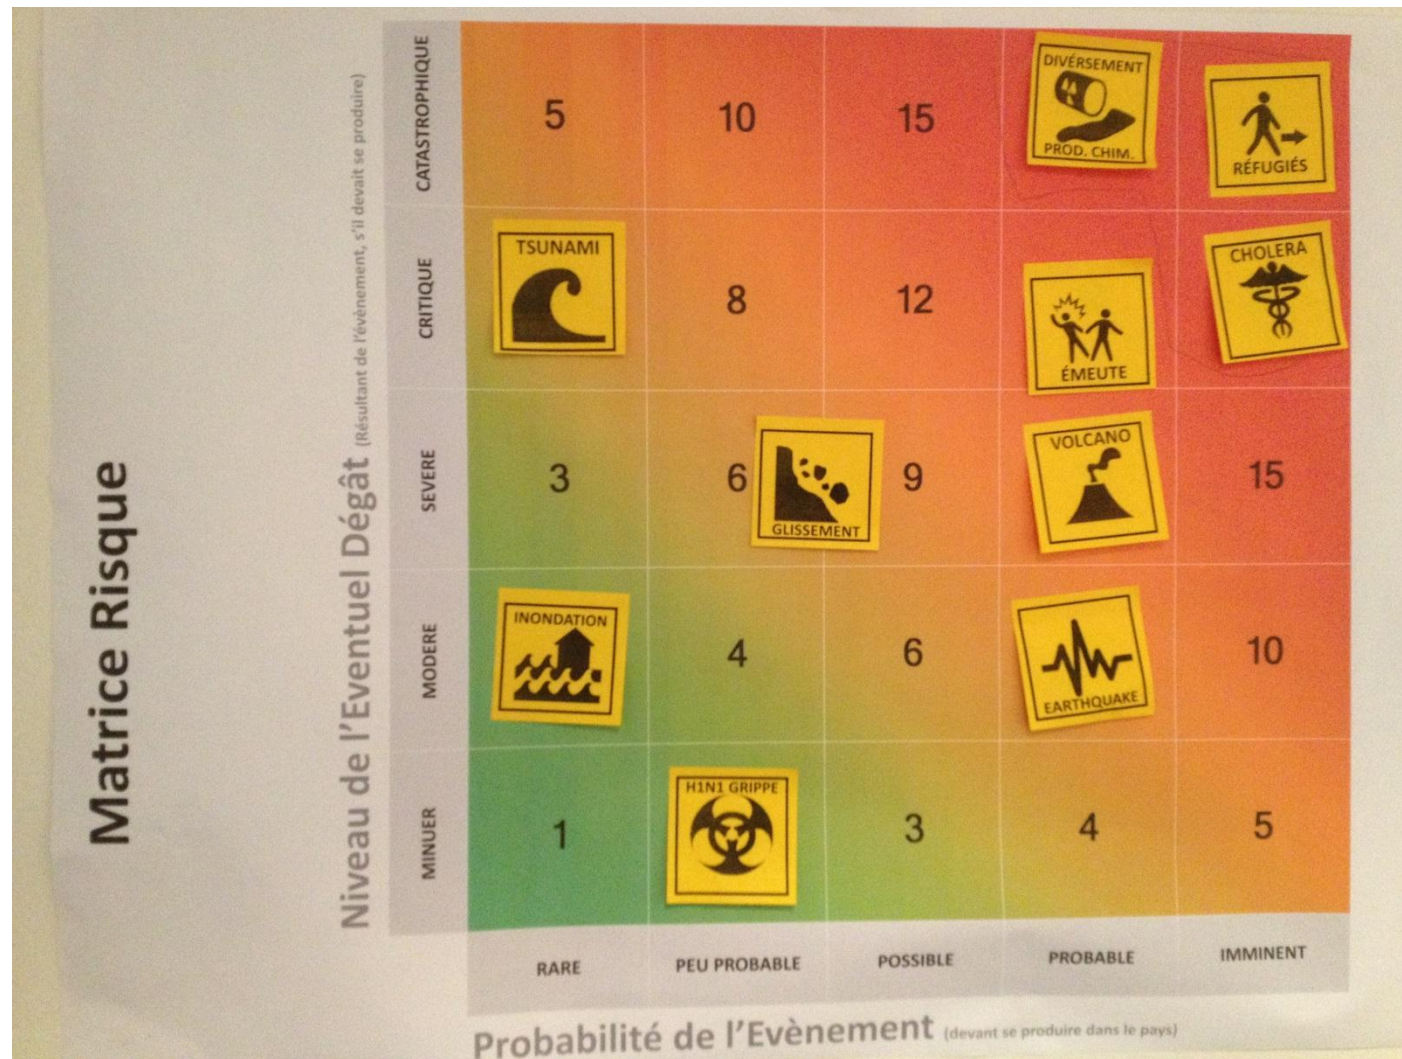 Matrice Risque
Niveau de l'Eventuel Dégât (Résultant de l'évènement, s'il devait se produire)
CATASTROPHIQUE
5
10
15
DIVÉRSEMENT
PROD. CHIM.
RÉFUGIÉS
CRITIQUE
TSUNAMI
8
12
ÉMEUTE
CHOLERA
SEVERE
3
6
GLISSEMENT
9
VOLCANO
15
MODERE
INONDATION
4
6
EARTHQUAKE
10
MINUER
1
H1N1 GRIPPE
3
4
5
RARE
PEU PROBABLE
POSSIBLE
PROBABLE
IMMINENT
Probabilité de l'Evènement (devant se produire dans le pays)